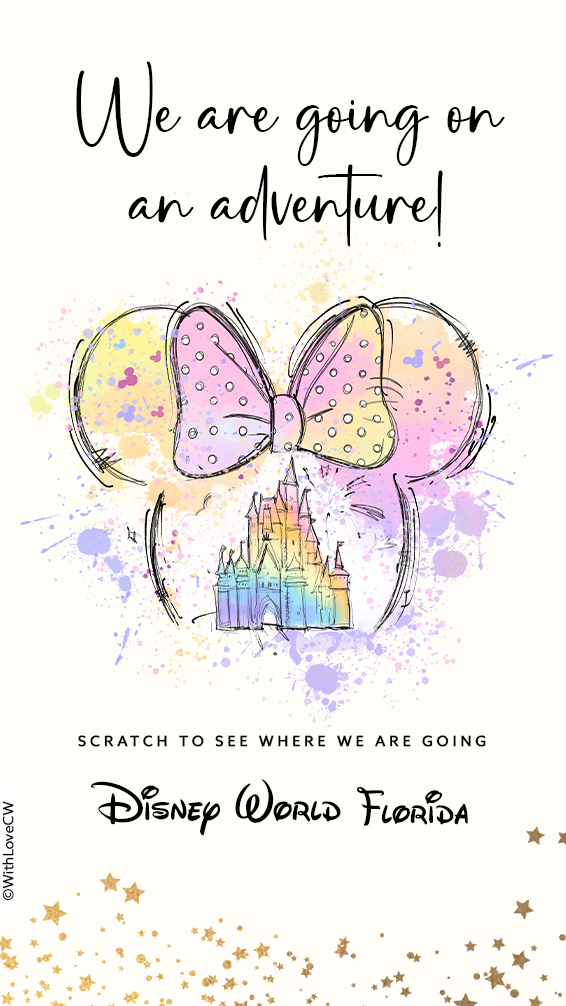 We are going on
an adventure!
SCRATCH TO SEE WHERE WE ARE GOING
Disney World Florida
©WithLoveCW